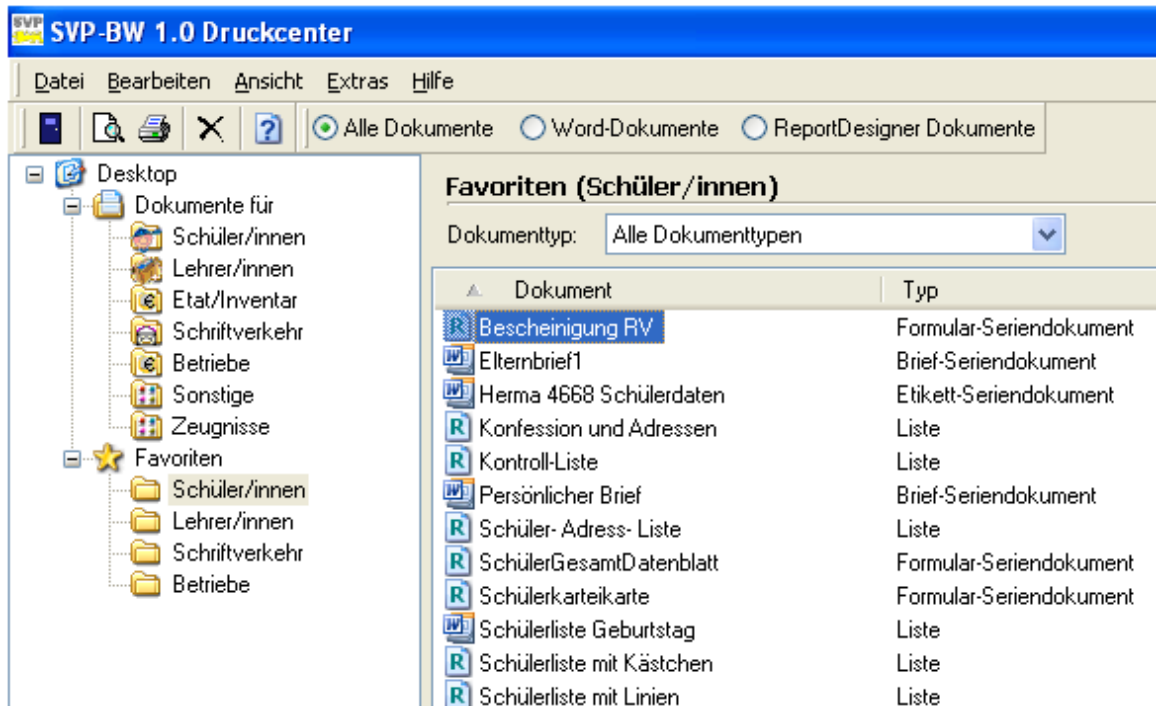 SVP-BW 1.0 Druckcenter
Datei Bearbeiten Ansicht Extras Hilfe
Alle Dokumente Word-Dokumente ReportDesigner Dokumente
Desktop
Dokumente für
Schüler/innen
Lehrer/innen
Etat/Inventar
Schriftverkehr
Betriebe
Sonstige
Zeugnisse
Favoriten
Schüler/innen
Lehrer/innen
Schriftverkehr
Betriebe
Favoriten (Schüler/innen)
Dokumenttyp: Alle Dokumenttypen
Dokument Typ
Bescheinigung RV Formular-Seriendokument
Elternbrief1 Brief-Seriendokument
Herma 4668 Schülerdaten Etikett-Seriendokument
Konfession und Adressen Liste
Kontroll-Liste Liste
Persönlicher Brief Brief-Seriendokument
Schüler- Adress- Liste Liste
SchülerGesamtDatenblatt Formular-Seriendokument
Schülerkarteikarte Formular-Seriendokument
Schülerliste Geburtstag Liste
Schülerliste mit Kästchen Liste
Schülerliste mit Linien Liste